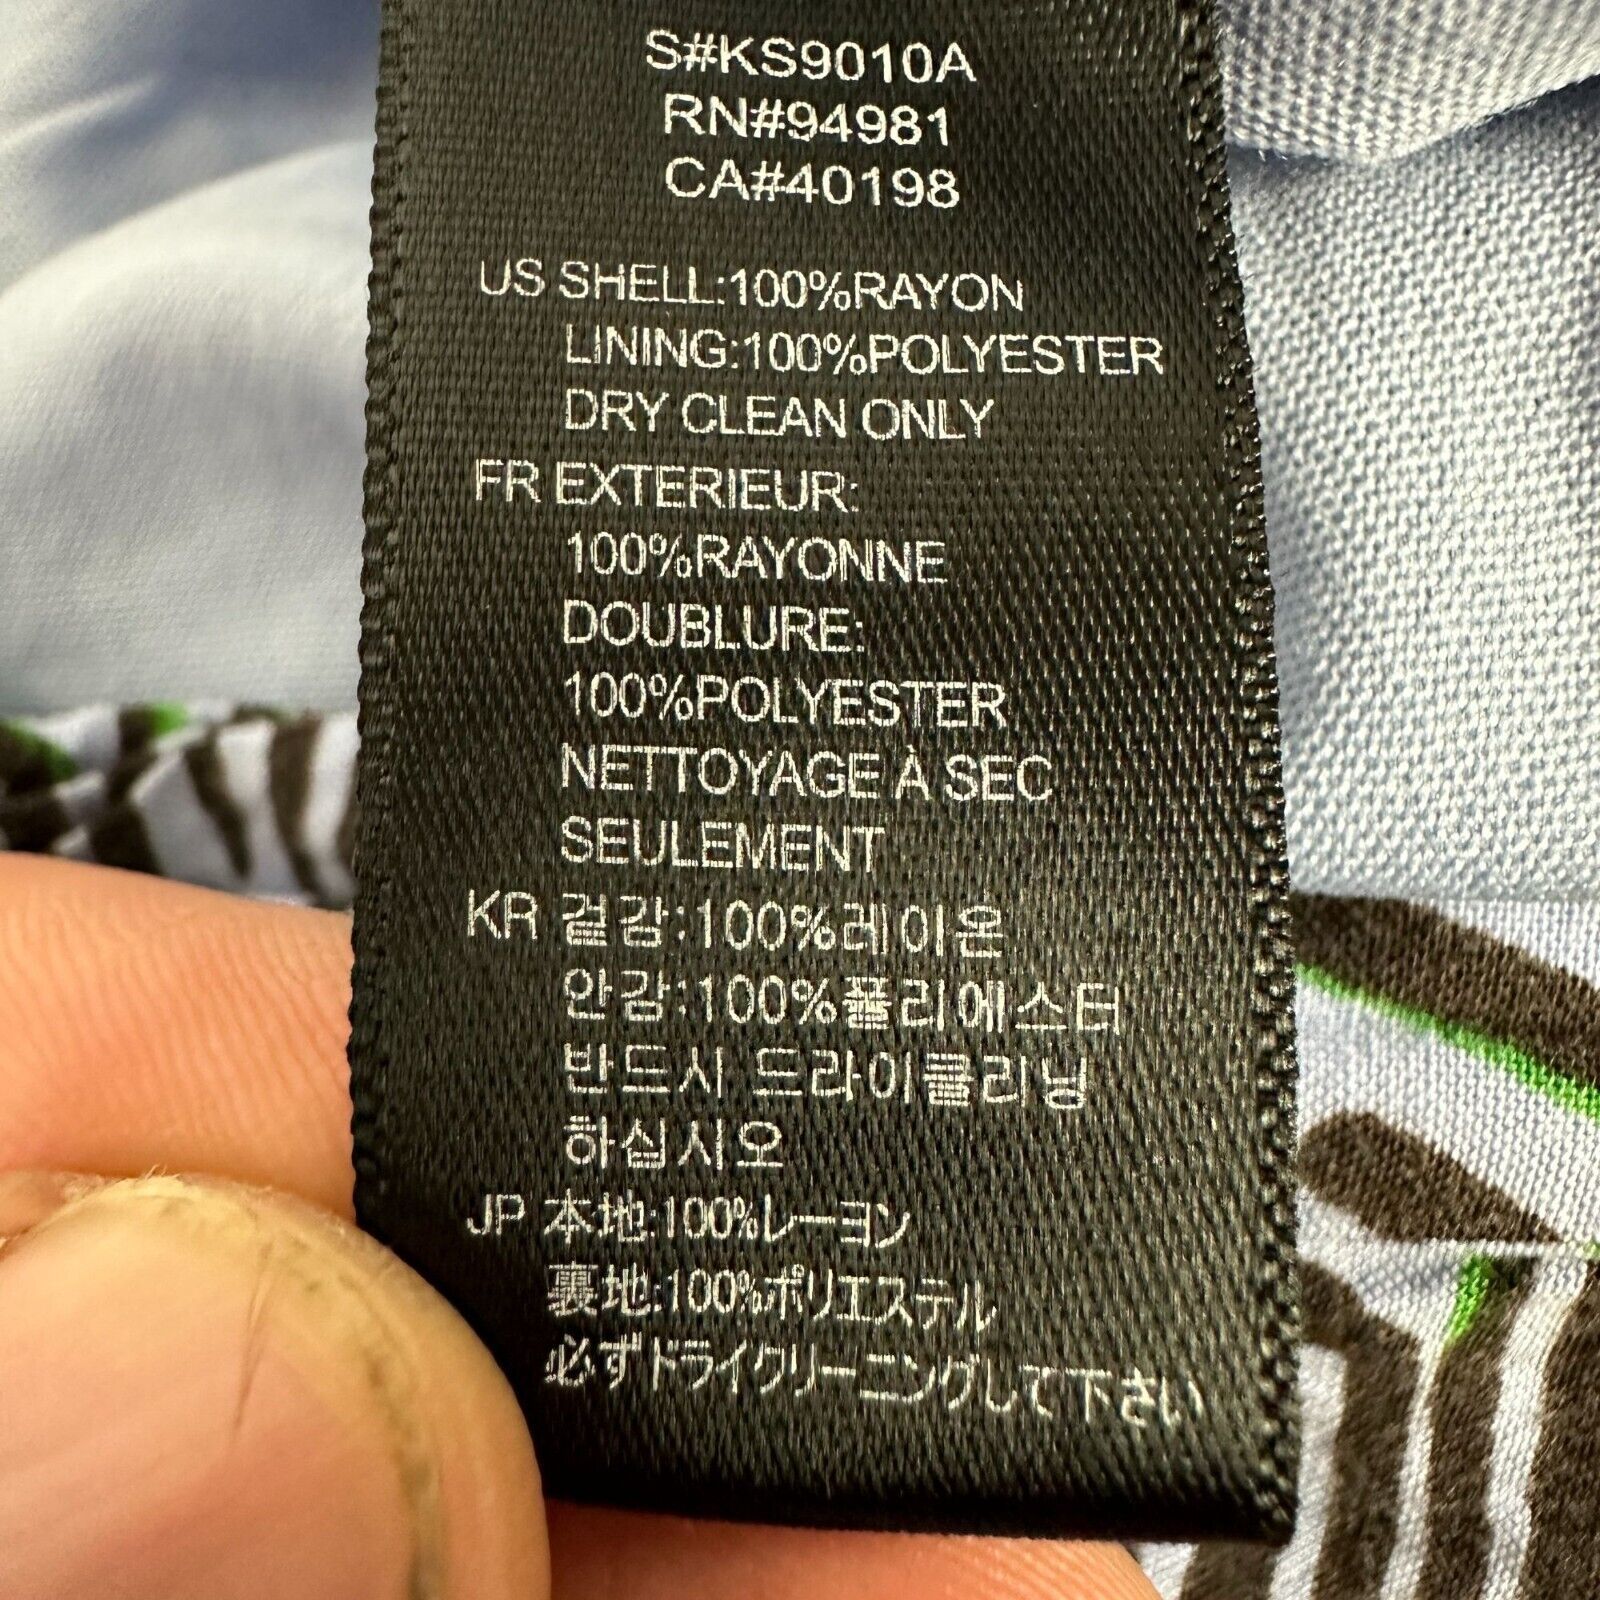 S#KS9010A
RN#94981
CA#40198
US SHELL:100%RAYON
LINING:100%POLYESTER
DRY CLEAN ONLY
FR EXTERIEUR:
100%RAYONNE
DOUBLURE:
100%POLYESTER
NETTOYAGE À SEC
SEULEMENT
KR 겉감:100%레이온
안감:100%폴리에스터
반드시 드라이클리닝
하십시오
JP 本地:100%レーヨン
裏地:100%ポリエステル
必ずドライクリーニングして下さい